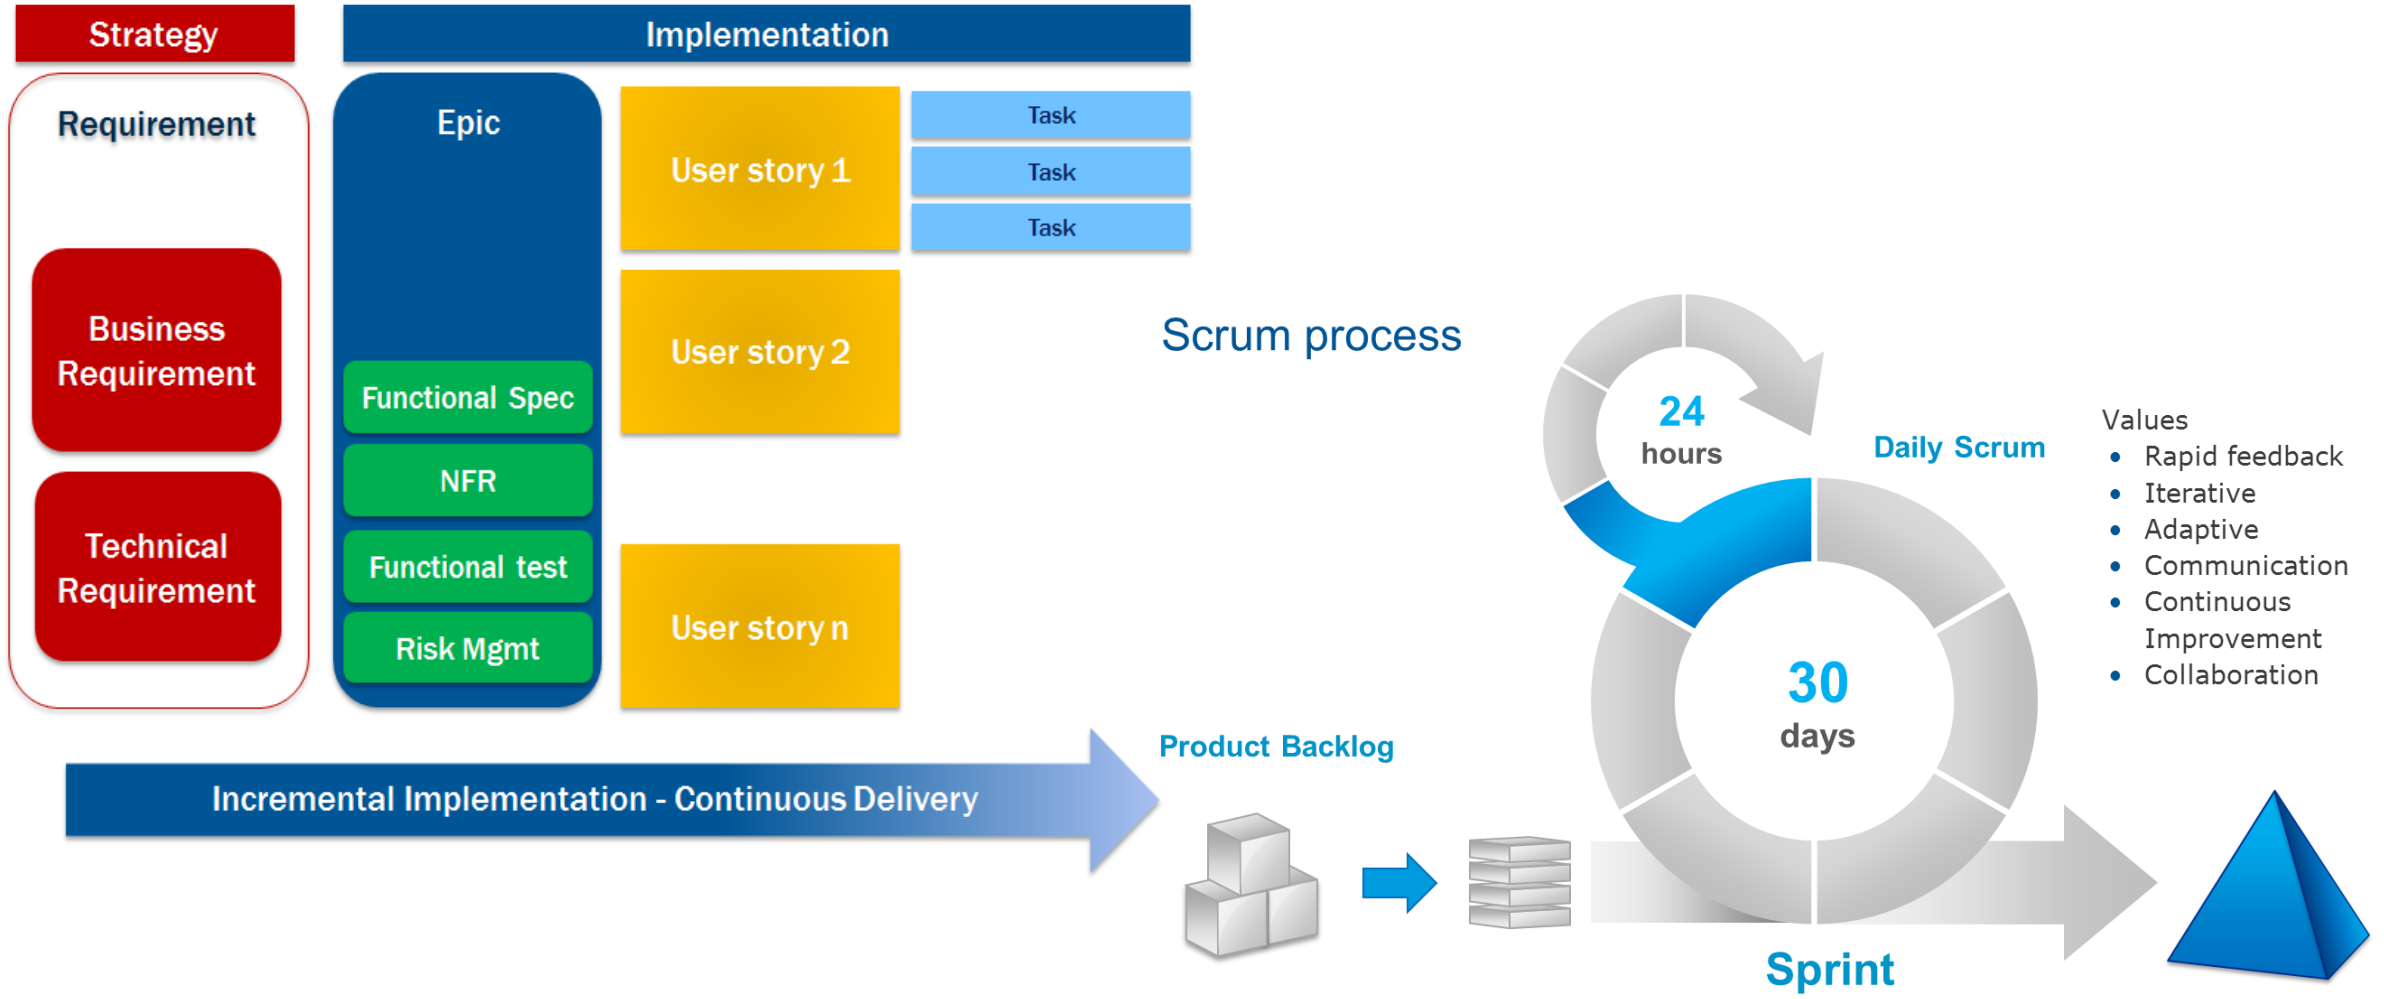 Strategy
Implementation
Requirement
Business
Requirement
Technical
Requirement
Epic
Functional Spec
NFR
Functional test
Risk Mgmt
User story 1
User story 2
User story n
Task
Task
Task
Incremental Implementation - Continuous Delivery
Scrum process
24
hours
Daily Scrum
30
days
Product Backlog
Sprint
Values
• Rapid feedback
• Iterative
• Adaptive
• Communication
• Continuous
Improvement
• Collaboration